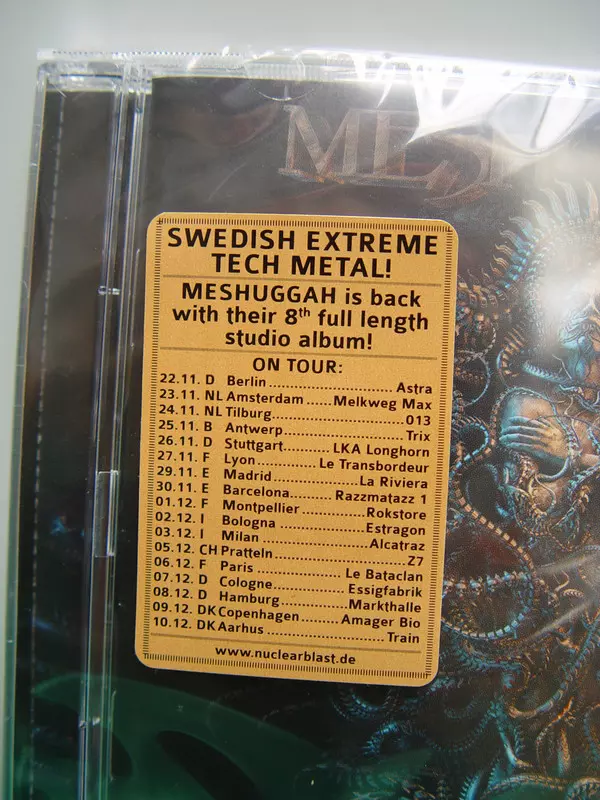 SWEDISH EXTREME
TECH METAL!
MESHUGGAH is back
with their 8th full length
studio album!
ON TOUR:
22.11. D Berlin................................Astra
23.11. NL Amsterdam ......Melkweg Max
24.11. NL Tilburg.................................013
25.11. B Antwerp..............................Trix
26.11. D Stuttgart............LKA Longhorn
27.11. F Lyon...............Le Transbordeur
29.11. E Madrid......................La Riviera
30.11. E Barcelona..........Razzmatazz 1
01.12. F Montpellier................Rokstore
02.12. I Bologna ......................Estragon
03.12. I Milan ...........................Alcatraz
05.12. CH Pratteln.................................Z7
06.12. F Paris .......................Le Bataclan
07.12. D Cologne...................Essigfabrik
08.12. D Hamburg.................Markthalle
09.12. DK Copenhagen..........Amager Bio
10.12. DK Aarhus .............................Train
www.nuclearblast.de